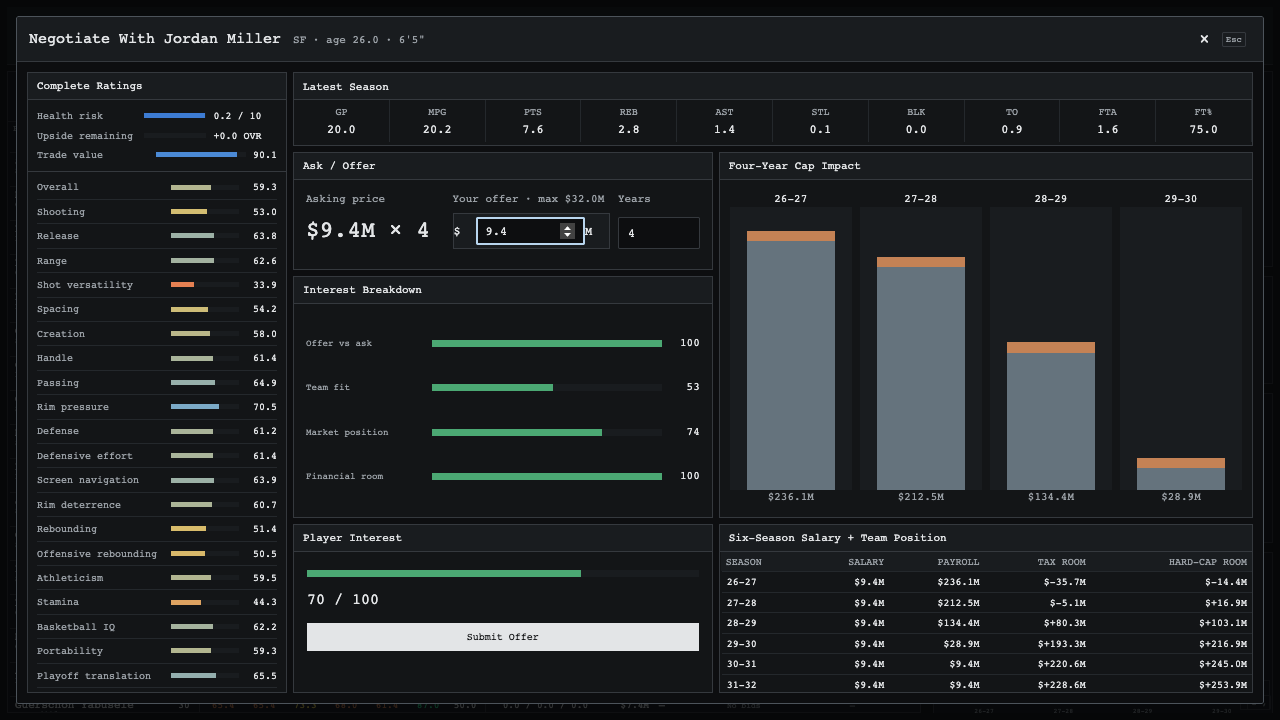 Negotiate With Jordan Miller SF · age 26.0 · 6'5" × Esc
Complete Ratings
Health risk 0.2 / 10
Upside remaining +0.0 OVR
Trade value 90.1
Overall 59.3
Shooting 53.0
Release 63.8
Range 62.6
Shot versatility 33.9
Spacing 54.2
Creation 58.0
Handle 61.4
Passing 64.9
Rim pressure 70.5
Defense 61.2
Defensive effort 61.4
Screen navigation 63.9
Rim deterrence 60.7
Rebounding 51.4
Offensive rebounding 50.5
Athleticism 59.5
Stamina 44.3
Basketball IQ 62.2
Portability 59.3
Playoff translation 65.5
Latest Season
GP MPG PTS REB AST STL BLK TO FTA FT%
20.0 20.2 7.6 2.8 1.4 0.1 0.0 0.9 1.6 75.0
Ask / Offer
Asking price Your offer · max $32.0M Years
$9.4M × 4 $ 9.4 M 4
Interest Breakdown
Offer vs ask 100
Team fit 53
Market position 74
Financial room 100
Player Interest
70 / 100
Submit Offer
Four-Year Cap Impact
26-27 27-28 28-29 29-30
$236.1M $212.5M $134.4M $28.9M
Six-Season Salary + Team Position
SEASON SALARY PAYROLL TAX ROOM HARD-CAP ROOM
26-27 $9.4M $236.1M $-35.7M $-14.4M
27-28 $9.4M $212.5M $-5.1M $+16.9M
28-29 $9.4M $134.4M $+80.3M $+103.1M
29-30 $9.4M $28.9M $+193.3M $+216.9M
30-31 $9.4M $9.4M $+220.6M $+245.0M
31-32 $9.4M $9.4M $+228.6M $+253.9M